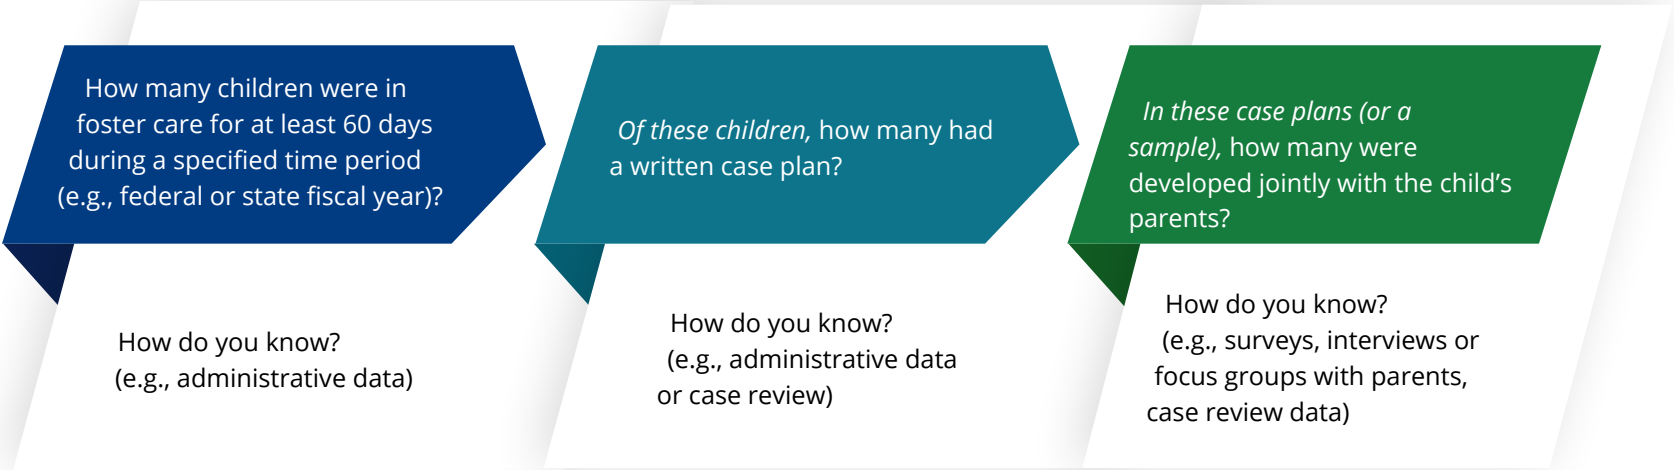 How many children were in
foster care for at least 60 days
during a specified time period
(e.g., federal or state fiscal year)?
How do you know?
(e.g., administrative data)
Of these children, how many had
a written case plan?
How do you know?
(e.g., administrative data
or case review)
In these case plans (or a
sample), how many were
developed jointly with the child’s
parents?
How do you know?
(e.g., surveys, interviews or
focus groups with parents,
case review data)